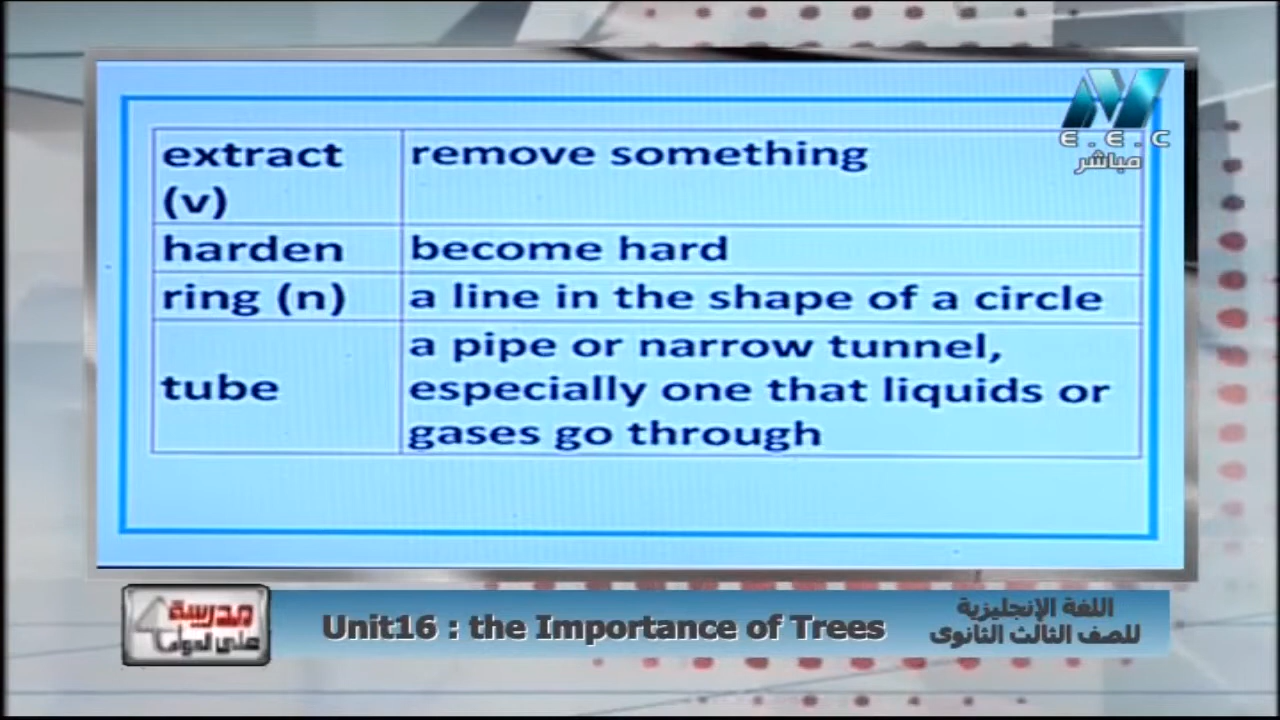 E.E.C
مباشر
extract (v)
remove something
harden
become hard
ring (n)
a line in the shape of a circle
tube
a pipe or narrow tunnel,
especially one that liquids or
gases go through
مدرسة
على الهواء
Unit16 : the Importance of Trees
اللغة الإنجليزية
للصف الثالث الثانوى